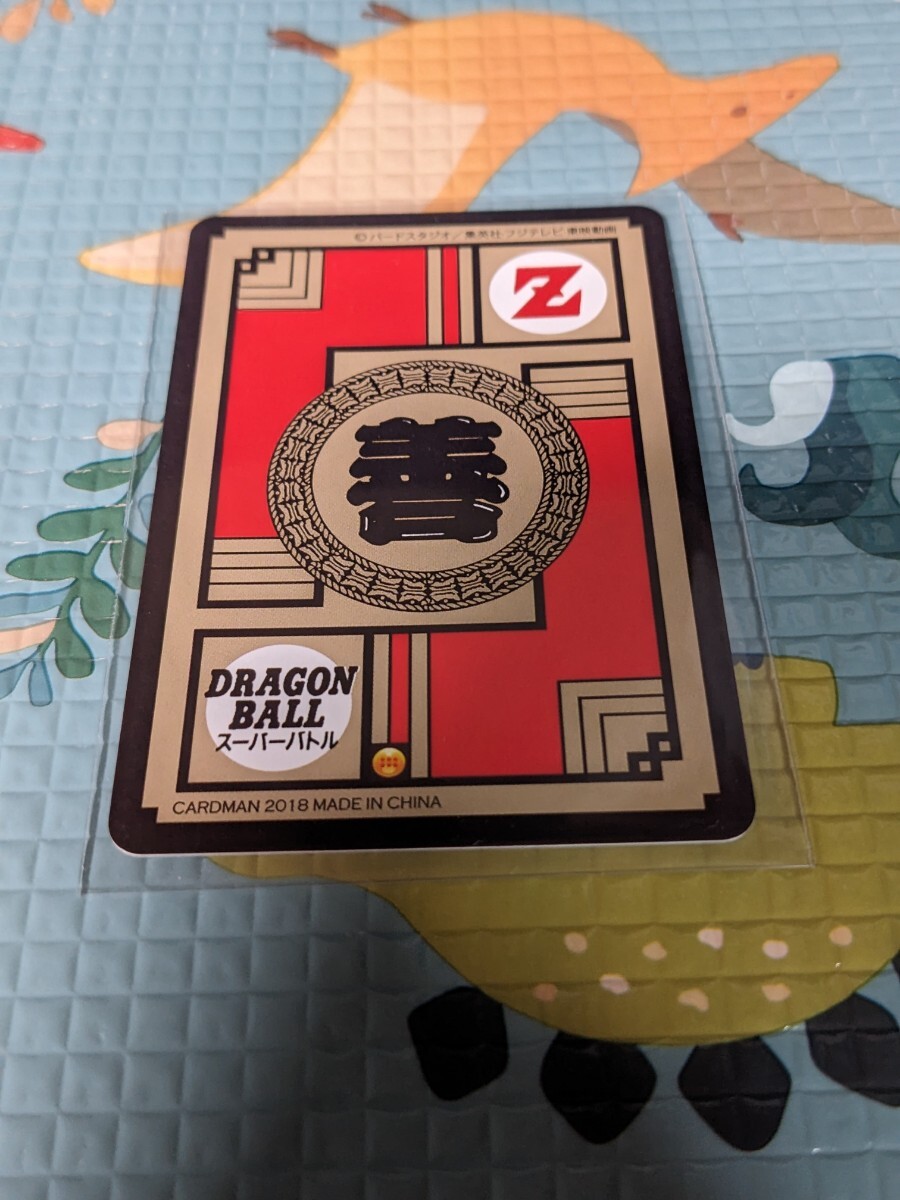 ©バードスタジオ/集英社 フジテレビ 東映動画
Z
善
DRAGON
BALL
スーパーバトル
CARDMAN 2018 MADE IN CHINA